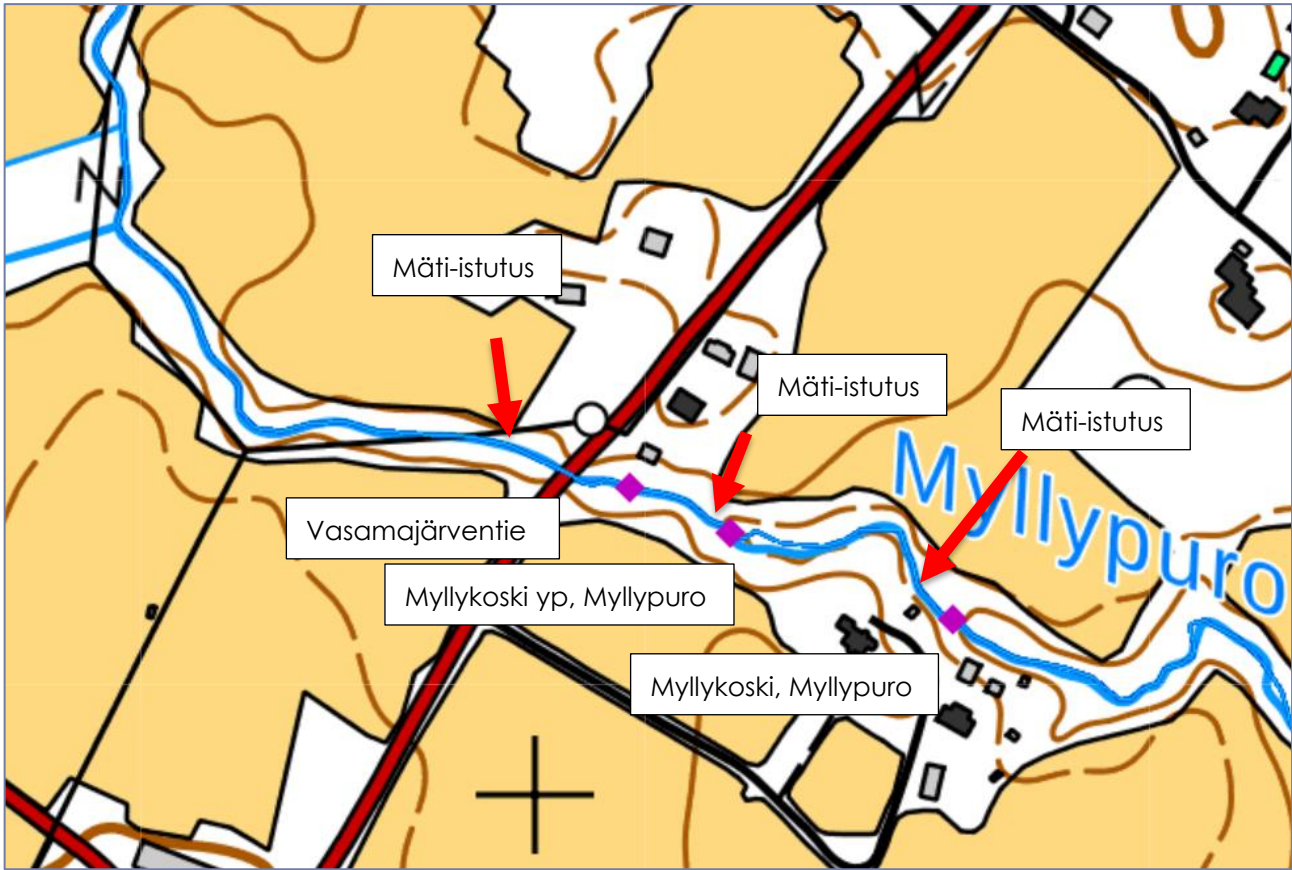 Mäti-istutus
Mäti-istutus
Mäti-istutus
Myllypuro
Vasamajärventie
Myllykoski yp, Myllypuro
Myllykoski, Myllypuro